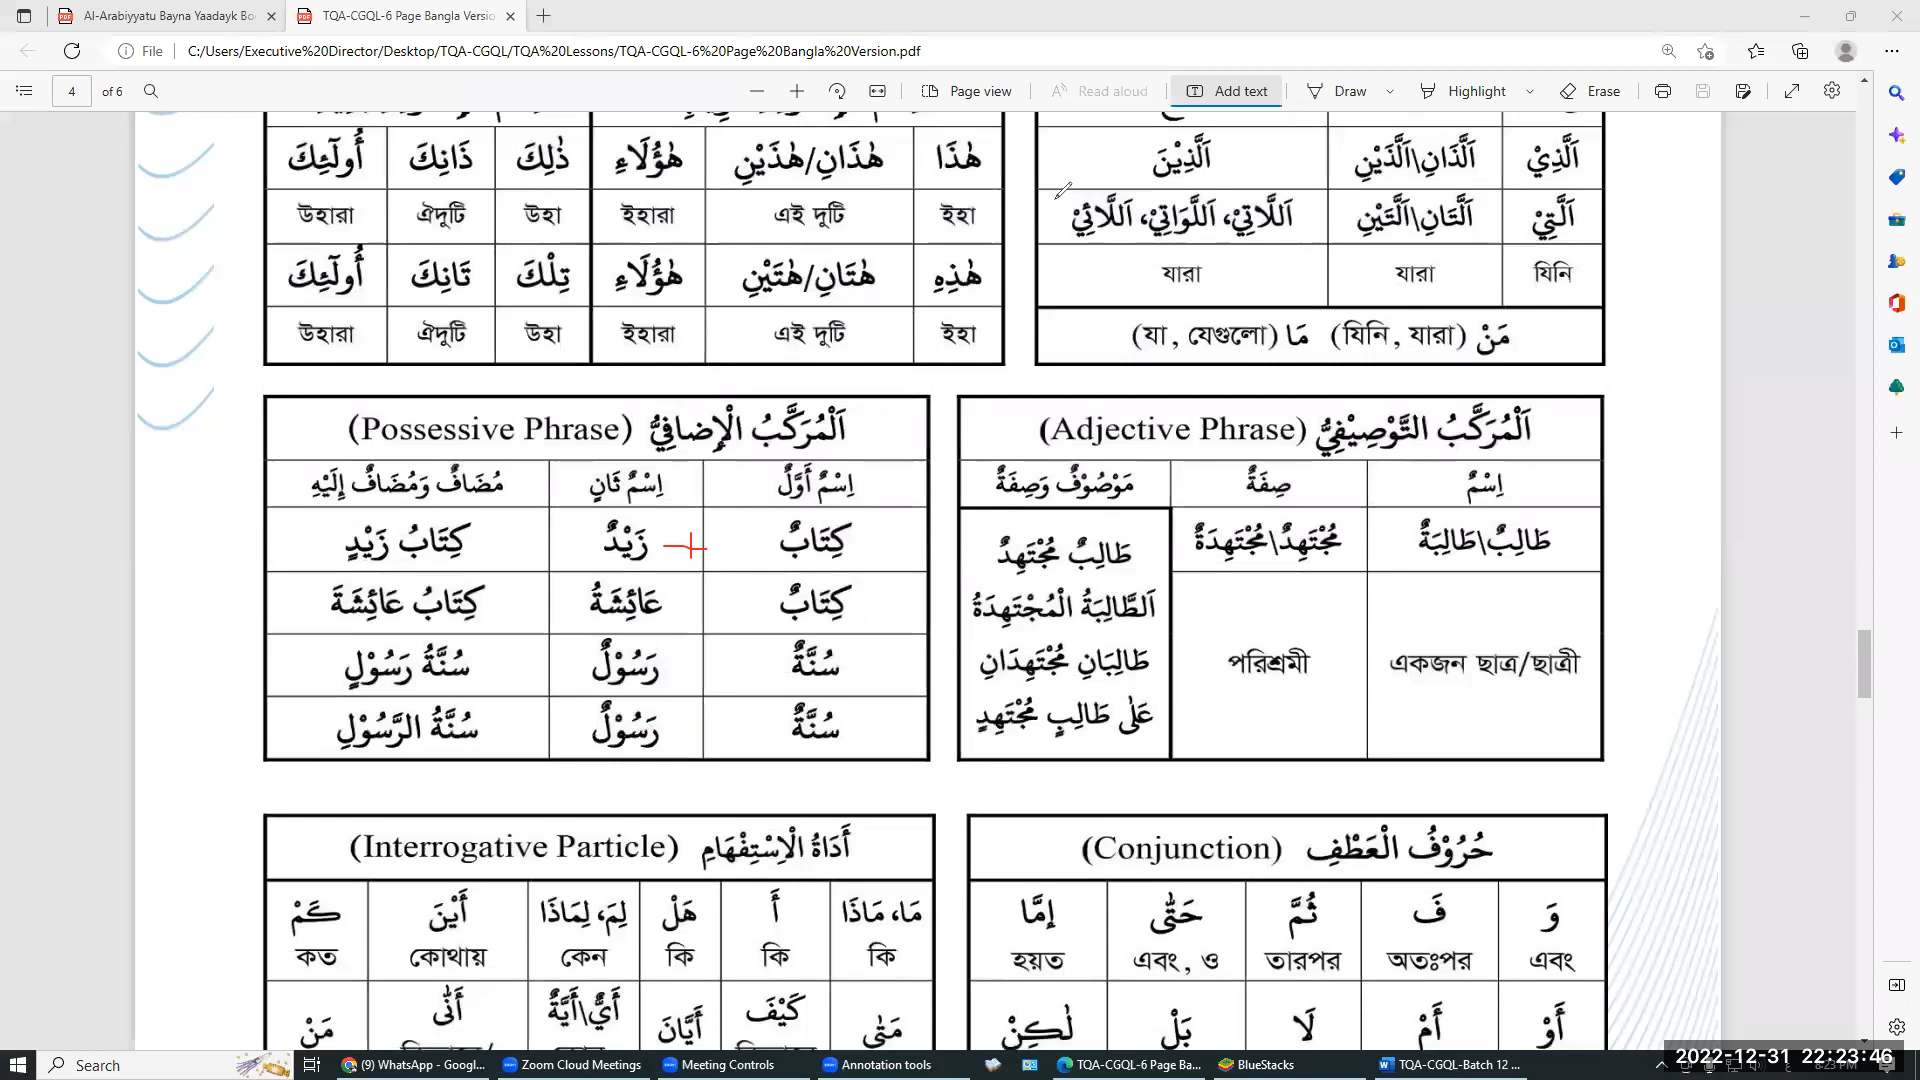 Al-Arabiyyatu Bayna Yaadayk Bo
TQA-CGQL-6 Page Bangla Versio
File
C:/Users/Executive%20Director/Desktop/TQA-CGQL/TQA%20Lessons/TQA-CGQL-6%20Page%20Bangla%20Version.pdf
4 of 6
Page view
Read aloud
Add text
Draw
Highlight
Erase
اَلَّذِيْ اَلَّذَانِ\اَلَّذَيْنِ اَلَّذِيْنَ
اَلَّتِيْ اَلَّتَانِ\اَلَّتَيْنِ اَللَّاتِيْ، اَللَّوَاتِيْ، اَللَّائِيْ
যিনি যারা যারা
مَنْ (যিনি, যারা) مَا (যা, যেগুলো)
هٰذَا هٰذَانِ/هٰذَيْنِ هٰؤُلَاءِ ذٰلِكَ ذَانِكَ أُولَٓئِكَ
ইহা এই দুটি ইহারা উহা ঐদুটি উহারা
هٰذِهِ هٰتَانِ/هٰتَيْنِ هٰؤُلَاءِ تِلْكَ تَانِكَ أُولَٓئِكَ
ইহা এই দুটি ইহারা উহা ঐদুটি উহারা
اَلْمُرَكَّبُ التَّوْصِيْفِيُّ (Adjective Phrase)
اِسْمٌ صِفَةٌ مَوْصُوْفٌ وَصِفَةٌ
طَالِبٌ\طَالِبَةٌ مُجْتَهِدٌ\مُجْتَهِدَةٌ
طَالِبٌ مُجْتَهِدٌ
اَلطَّالِبَةُ الْمُجْتَهِدَةُ
একজন ছাত্র/ছাত্রী পরিশ্রমী طَالِبَانِ مُجْتَهِدَانِ
عَلٰى طَالِبٍ مُجْتَهِدٍ
اَلْمُرَكَّبُ الْإِضافِيُّ (Possessive Phrase)
اِسْمٌ أَوَّلٌ اِسْمٌ ثَانٍ مُضَافٌ وَمُضَافٌ إِلَيْهِ
كِتَابٌ زَيْدٌ كِتَابُ زَيْدٍ
كِتَابٌ عَائِشَةُ كِتَابُ عَائِشَةَ
سُنَّةٌ رَسُوْلٌ سُنَّةُ رَسُوْلٍ
سُنَّةٌ رَسُوْلٌ سُنَّةُ الرَّسُوْلِ
حُرُوْفُ الْعَطْفِ (Conjunction)
وَ فَ ثُمَّ حَتّٰى إِمَّا
এবং অতঃপর তারপর এবং, ও হয়ত
أَوْ أَمْ لَا بَلْ لٰكِنْ
أَدَاةُ الْاِسْتِفْهَامِ (Interrogative Particle)
مَا، مَاذَا أَ هَلْ لِمَ، لِمَاذَا أَيْنَ كَمْ
কি কি কি কেন কোথায় কত
مَتٰى كَيْفَ أَيَّانَ أَيٌّ\أَيَّةٌ أَنّٰى مَنْ
Search
(9) WhatsApp - Googl...
Zoom Cloud Meetings
Meeting Controls
Annotation tools
TQA-CGQL-6 Page Ba...
BlueStacks
TQA-CGQL-Batch 12 ...
2022-12-31 22:23:46